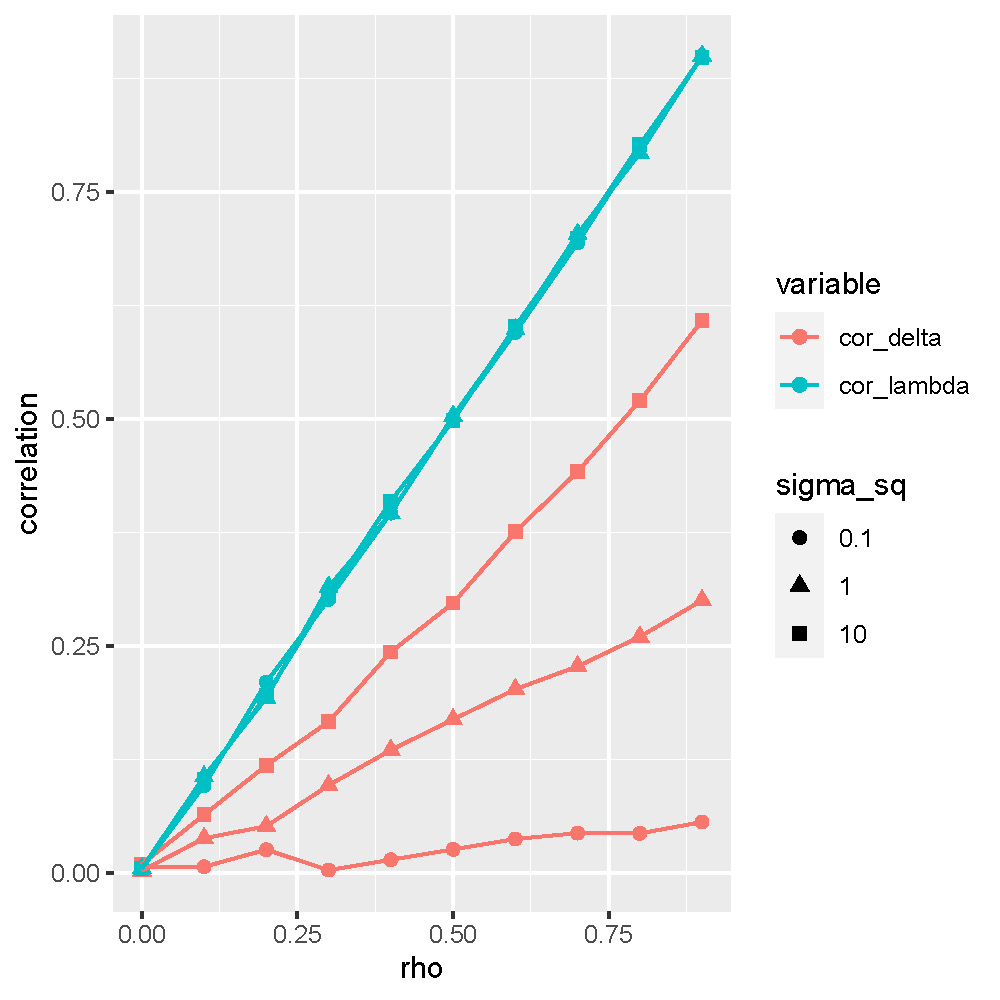 correlation
0.75
0.50
0.25
0.00
0.00
0.25
0.50
0.75
rho
variable
cor_delta
cor_lambda
sigma_sq
0.1
1
10